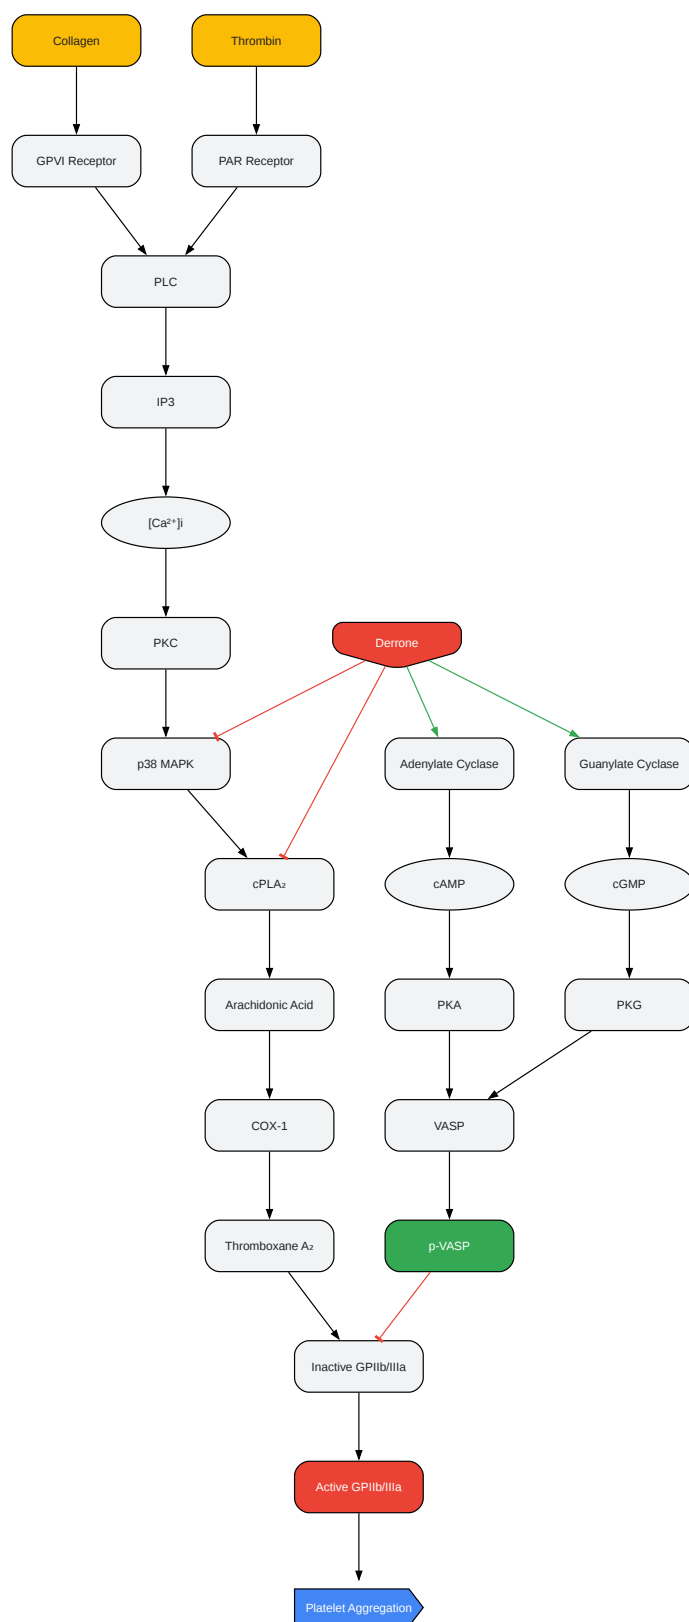 Collagen
Thrombin
GPVI Receptor
PAR Receptor
PLC
IP3
[Ca²⁺]i
PKC
Derrone
p38 MAPK
Adenylate Cyclase
Guanylate Cyclase
cPLA₂
cAMP
cGMP
Arachidonic Acid
PKA
PKG
COX-1
VASP
Thromboxane A₂
p-VASP
Inactive GPIIb/IIIa
Active GPIIb/IIIa
Platelet Aggregation